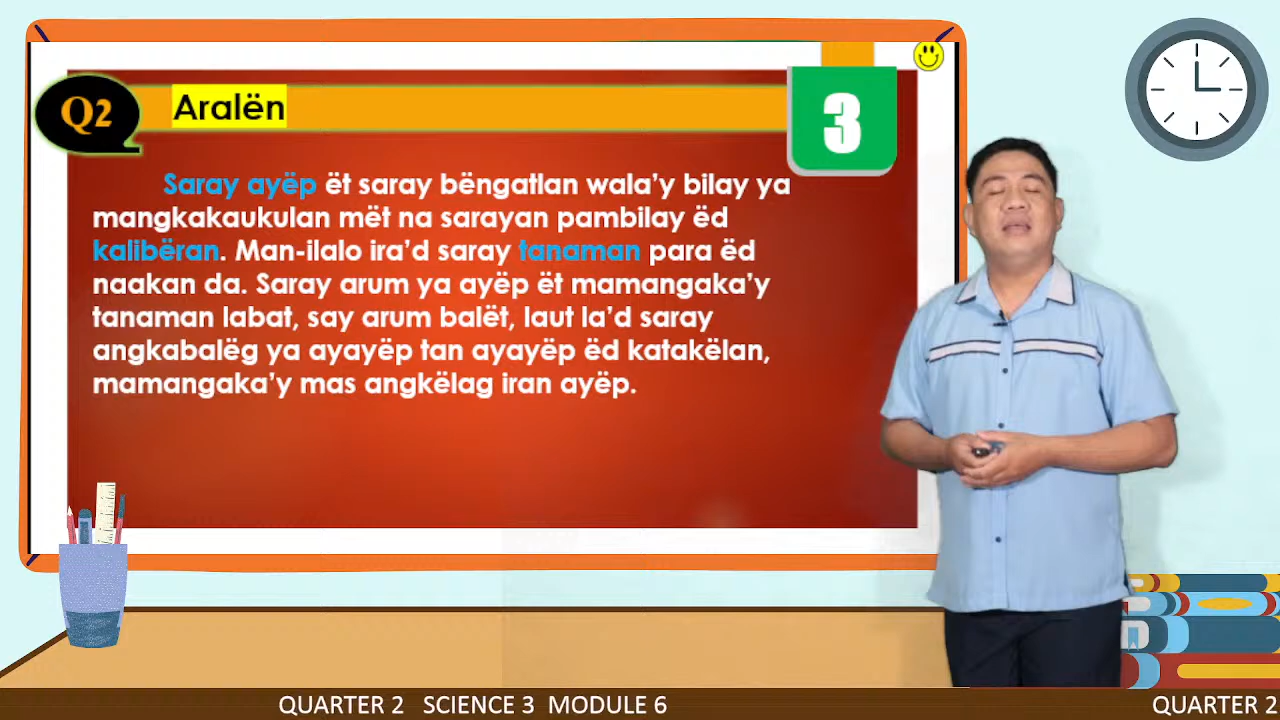 Q2
Aralën
3
Saray ayëp ët saray bëngatlan wala'y bilay ya
mangkakaukulan mët na sarayan pambilay ëd
kalibëran. Man-ilalo ira'd saray tanaman para ëd
naakan da. Saray arum ya ayëp ët mamangaka'y
tanaman labat, say arum balët, laut la'd saray
angkabalëg ya ayayëp tan ayayëp ëd katakëlan,
mamangaka'y mas angkëlag iran ayëp.
QUARTER 2 SCIENCE 3 MODULE 6
QUARTER 2